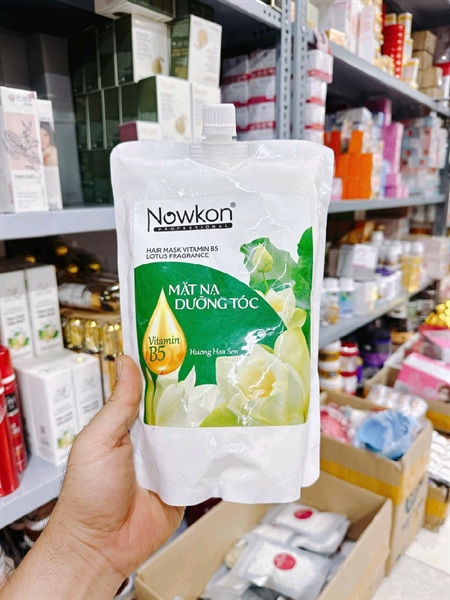 Nowkon®
PROFESSIONAL
HAIR MASK VITAMIN B5
LOTUS FRAGRANCE
MẶT NẠ
DƯỠNG TÓC
Vitamin
B5
Hương Hoa Sen